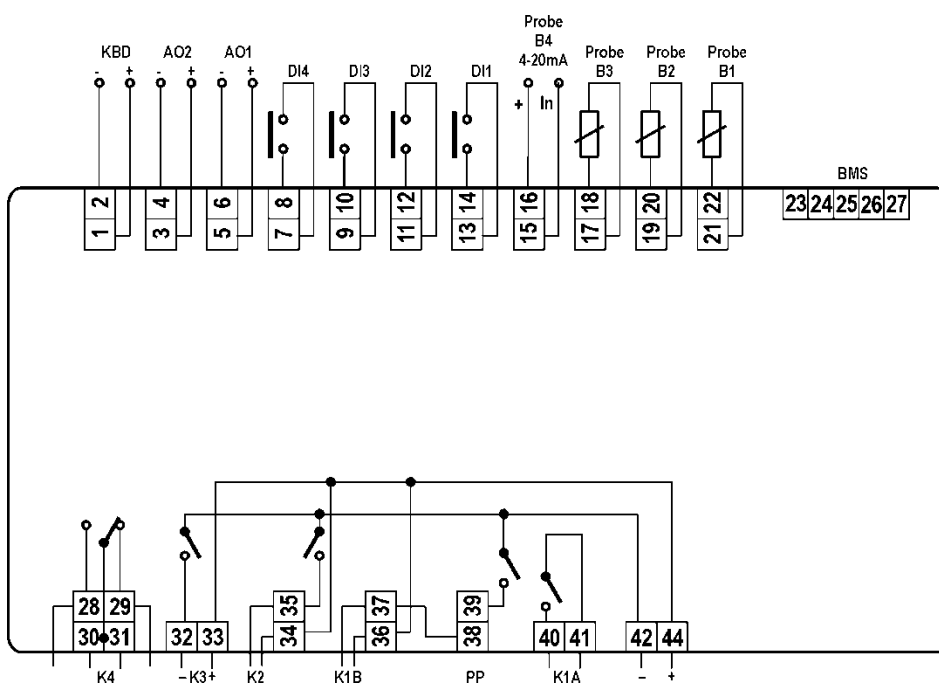 KBD AO2 AO1 DI4 DI3 DI2 DI1 Probe B4 4-20mA Probe B3 Probe B2 Probe B1
- + - + - + + In
BMS
2 4 6 8 10 12 14 16 18 20 22 23 24 25 26 27
1 3 5 7 9 11 13 15 17 19 21
28 29 35 37 39
30 31 32 33 34 36 38 40 41 42 44
K4 – K3 + K2 K1B PP K1A – +